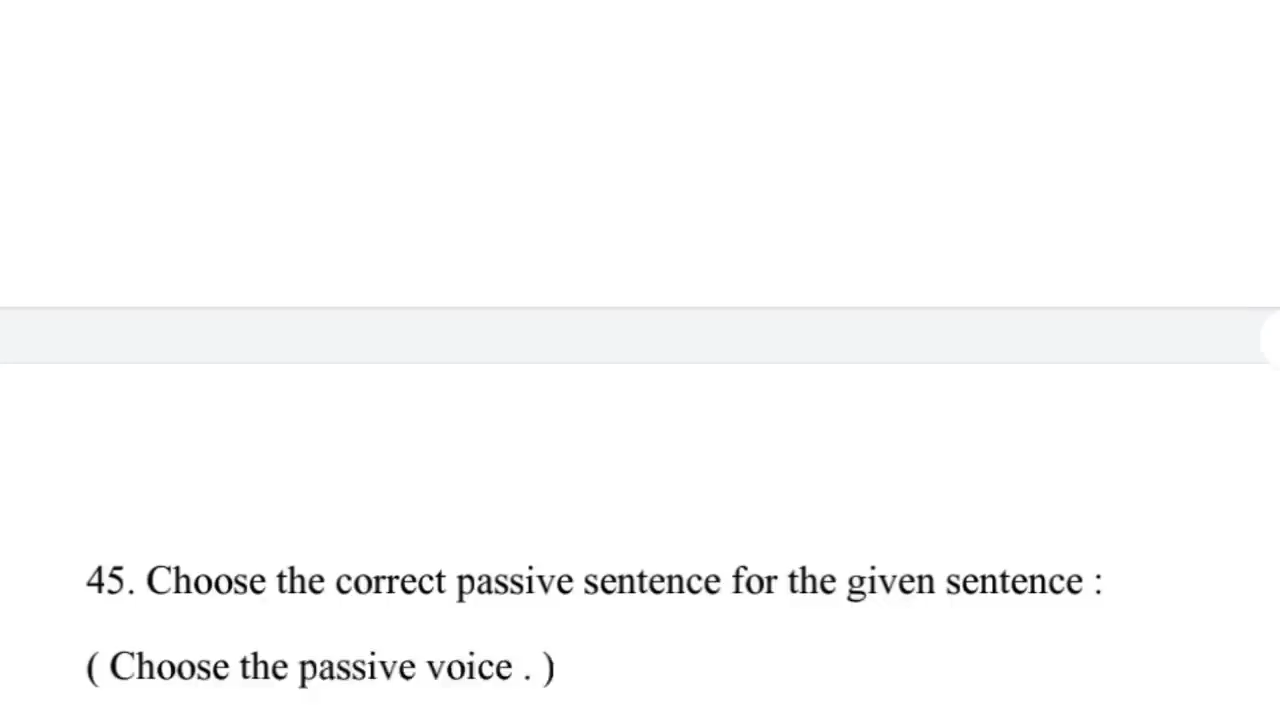 45. Choose the correct passive sentence for the given sentence :
( Choose the passive voice . )